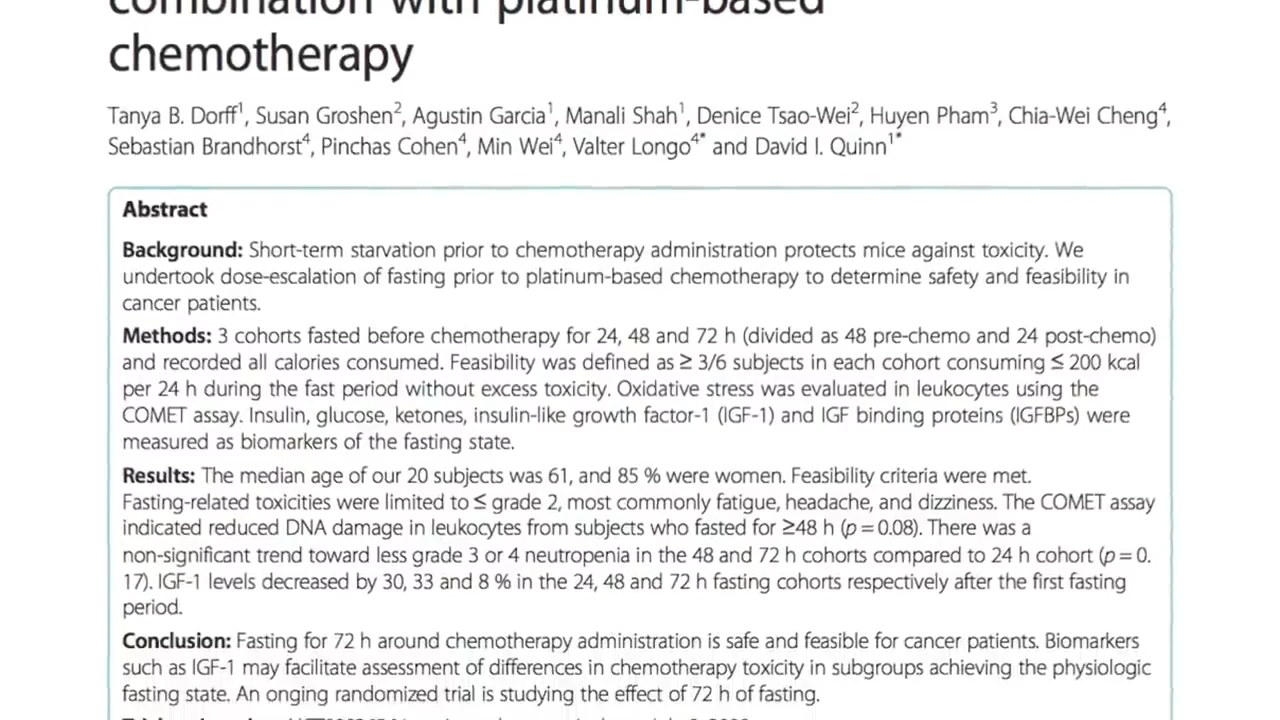 combination with platinum-based
chemotherapy
Tanya B. Dorff1, Susan Groshen2, Agustin Garcia1, Manali Shah1, Denice Tsao-Wei2, Huyen Pham3, Chia-Wei Cheng4,
Sebastian Brandhorst4, Pinchas Cohen4, Min Wei4, Valter Longo4* and David I. Quinn1*
Abstract
Background: Short-term starvation prior to chemotherapy administration protects mice against toxicity. We
undertook dose-escalation of fasting prior to platinum-based chemotherapy to determine safety and feasibility in
cancer patients.
Methods: 3 cohorts fasted before chemotherapy for 24, 48 and 72 h (divided as 48 pre-chemo and 24 post-chemo)
and recorded all calories consumed. Feasibility was defined as ≥ 3/6 subjects in each cohort consuming ≤ 200 kcal
per 24 h during the fast period without excess toxicity. Oxidative stress was evaluated in leukocytes using the
COMET assay. Insulin, glucose, ketones, insulin-like growth factor-1 (IGF-1) and IGF binding proteins (IGFBPs) were
measured as biomarkers of the fasting state.
Results: The median age of our 20 subjects was 61, and 85 % were women. Feasibility criteria were met.
Fasting-related toxicities were limited to ≤ grade 2, most commonly fatigue, headache, and dizziness. The COMET assay
indicated reduced DNA damage in leukocytes from subjects who fasted for ≥48 h (p = 0.08). There was a
non-significant trend toward less grade 3 or 4 neutropenia in the 48 and 72 h cohorts compared to 24 h cohort (p = 0.
17). IGF-1 levels decreased by 30, 33 and 8 % in the 24, 48 and 72 h fasting cohorts respectively after the first fasting
period.
Conclusion: Fasting for 72 h around chemotherapy administration is safe and feasible for cancer patients. Biomarkers
such as IGF-1 may facilitate assessment of differences in chemotherapy toxicity in subgroups achieving the physiologic
fasting state. An onging randomized trial is studying the effect of 72 h of fasting.